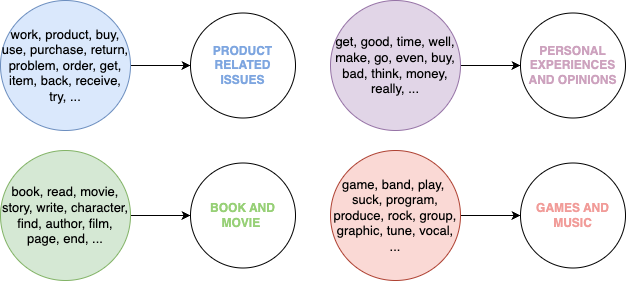 work, product, buy,
use, purchase, return,
problem, order, get,
item, back, receive,
try, ...
PRODUCT
RELATED
ISSUES
get, good, time, well,
make, go, even, buy,
bad, think, money,
really, ...
PERSONAL
EXPERIENCES
AND OPINIONS
book, read, movie,
story, write, character,
find, author, film,
page, end, ...
BOOK AND
MOVIE
game, band, play,
suck, program,
produce, rock, group,
graphic, tune, vocal,
...
GAMES AND
MUSIC